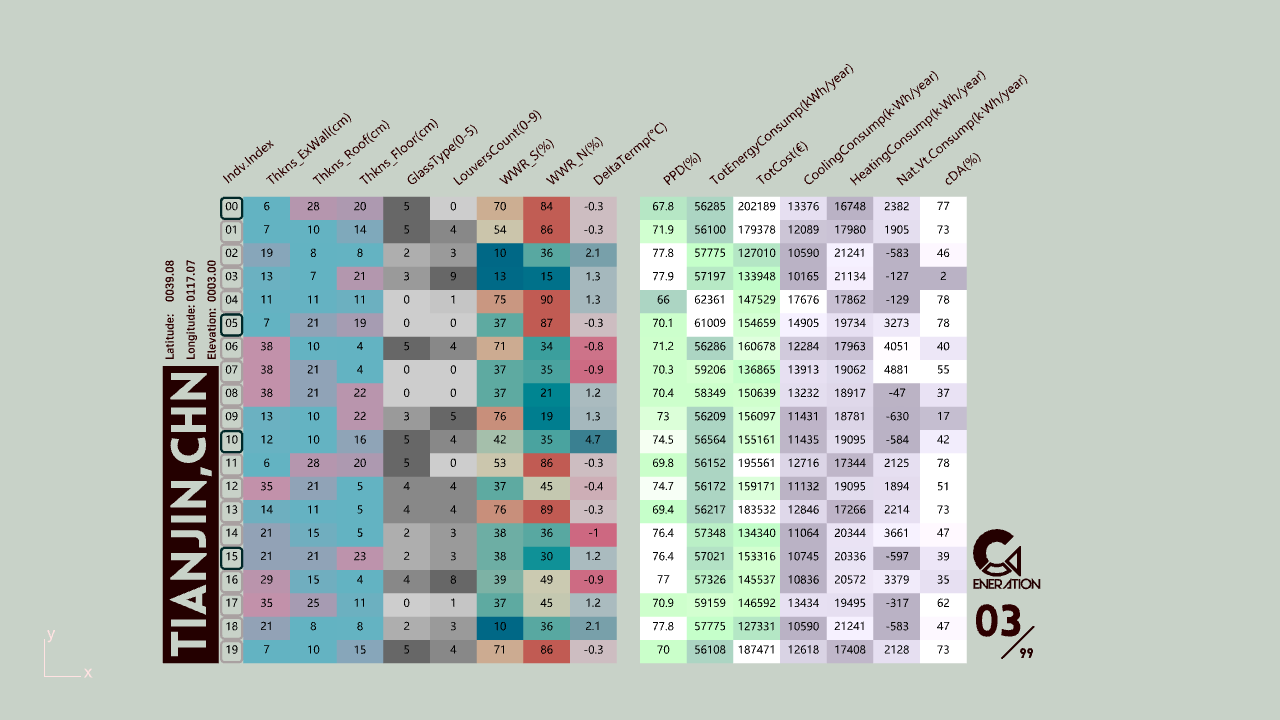 Indv.Index Thkns_ExWall(cm) Thkns_Roof(cm) Thkns_Floor(cm) GlassType(0-5) LouversCount(0-9) WWR_S(%) WWR_N(%) DeltaTermp(°C) PPD(%) TotEnergyConsump(kWh/year) TotCost(€) CoolingConsump(k·Wh/year) HeatingConsump(k·Wh/year) Nat.Vt.Consump(k·Wh/year) cDA(%)
00 6 28 20 5 0 70 84 -0.3 67.8 56285 202189 13376 16748 2382 77
01 7 10 14 5 4 54 86 -0.3 71.9 56100 179378 12089 17980 1905 73
02 19 8 8 2 3 10 36 2.1 77.8 57775 127010 10590 21241 -583 46
03 13 7 21 3 9 13 15 1.3 77.9 57197 133948 10165 21134 -127 2
04 11 11 11 0 1 75 90 1.3 66 62361 147529 17676 17862 -129 78
05 7 21 19 0 0 37 87 -0.3 70.1 61009 154659 14905 19734 3273 78
06 38 10 4 5 4 71 34 -0.8 71.2 56286 160678 12284 17963 4051 40
07 38 21 4 0 0 37 35 -0.9 70.3 59206 136865 13913 19062 4881 55
08 38 21 22 0 0 37 21 1.2 70.4 58349 150639 13232 18917 -47 37
09 13 10 22 3 5 76 19 1.3 73 56209 156097 11431 18781 -630 17
10 12 10 16 5 4 42 35 4.7 74.5 56564 155161 11435 19095 -584 42
11 6 28 20 5 0 53 86 -0.3 69.8 56152 195561 12716 17344 2125 78
12 35 21 5 4 4 37 45 -0.4 74.7 56172 159171 11132 19095 1894 51
13 14 11 5 4 4 76 89 -0.3 69.4 56217 183532 12846 17266 2214 73
14 21 15 5 2 3 38 36 -1 76.4 57348 134340 11064 20344 3661 47
15 21 21 23 2 3 38 30 1.2 76.4 57021 153316 10745 20336 -597 39
16 29 15 4 4 8 39 49 -0.9 77 57326 145537 10836 20572 3379 35
17 35 25 11 0 1 37 45 1.2 70.9 59159 146592 13434 19495 -317 62
18 21 8 8 2 3 10 36 2.1 77.8 57775 127331 10590 21241 -583 47
19 7 10 15 5 4 71 86 -0.3 70 56108 187471 12618 17408 2128 73
Latitude: 0039.08
Longitude: 0117.07
Elevation: 0003.00
TIANJIN,CHN
GENERATION
03/99
y
x